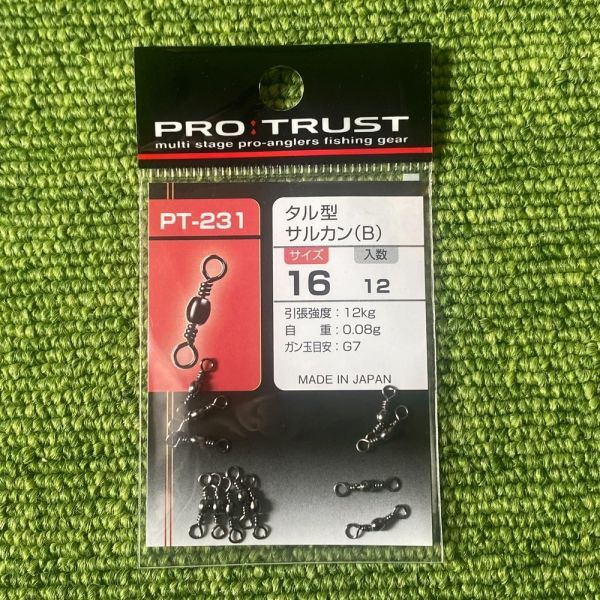 PRO:TRUST
multi stage pro-anglers fishing gear
PT-231
タル型
サルカン(B)
サイズ 入数
16 12
引張強度:12kg
自 重:0.08g
ガン玉目安:G7
MADE IN JAPAN